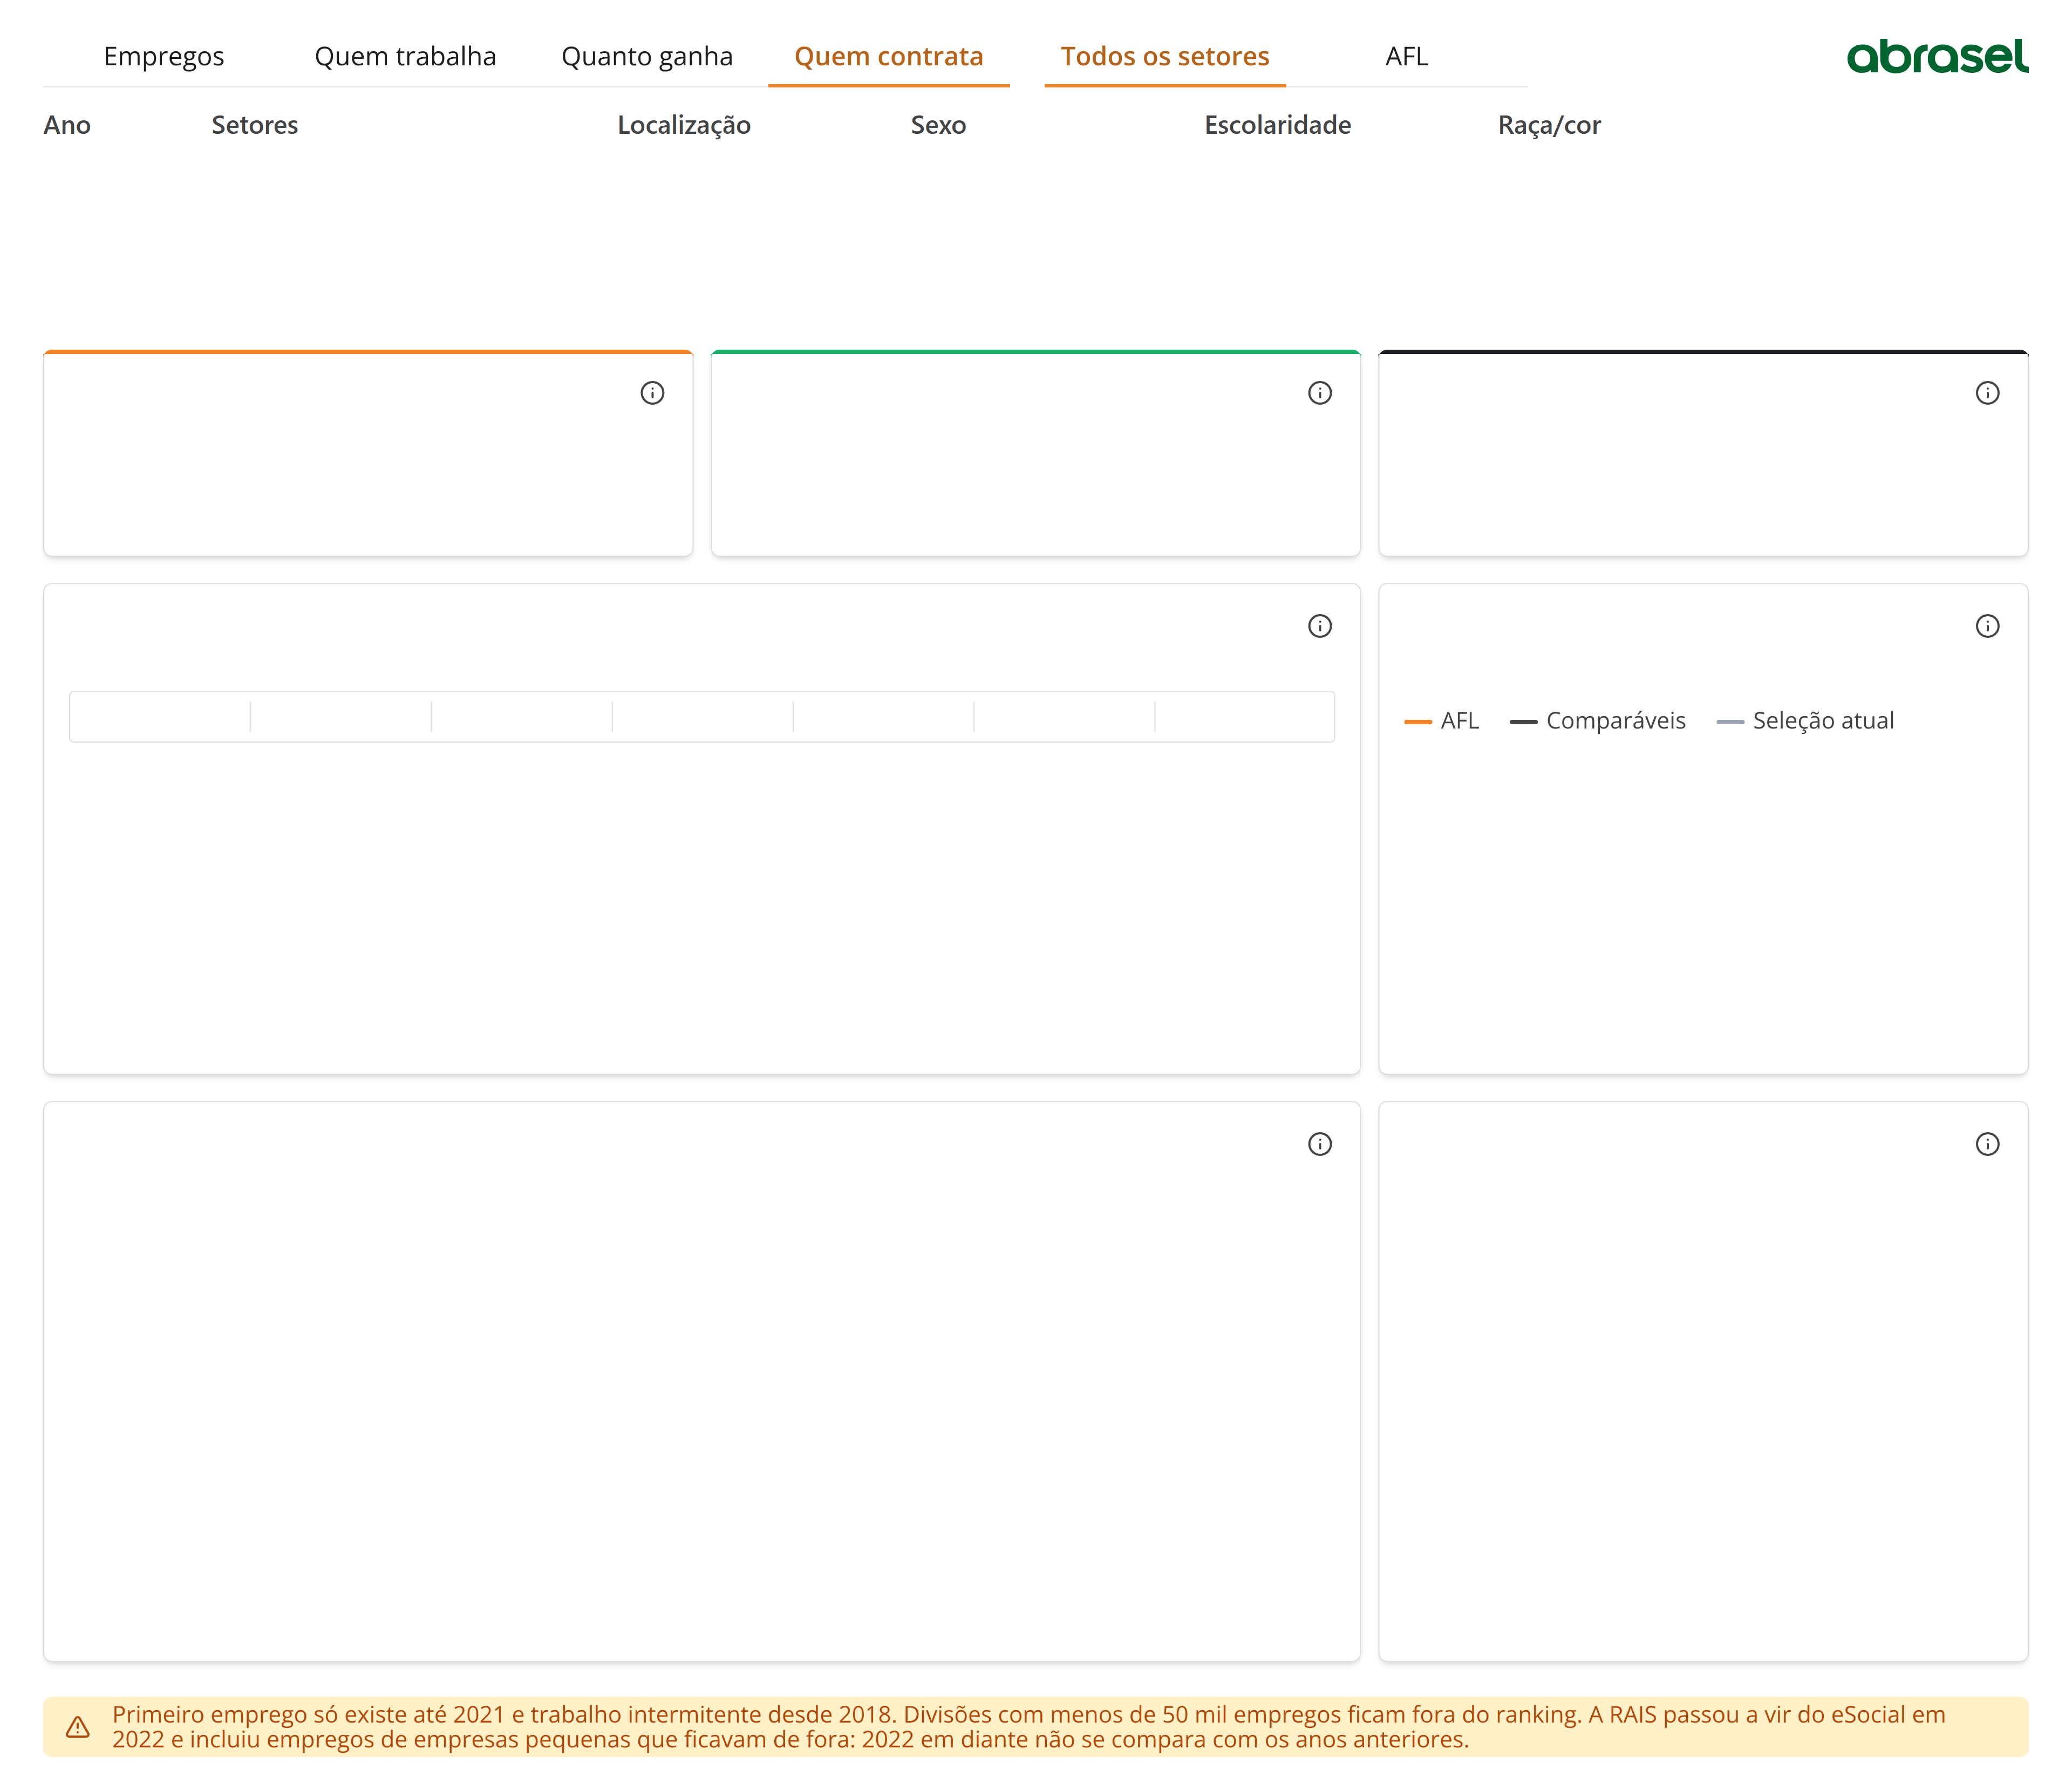 Empregos
Quem trabalha
Quanto ganha
Quem contrata
Todos os setores
AFL
abrasel
Ano
Setores
Localização
Sexo
Escolaridade
Raça/cor
AFL
Comparáveis
Seleção atual
Primeiro emprego só existe até 2021 e trabalho intermitente desde 2018. Divisões com menos de 50 mil empregos ficam fora do ranking. A RAIS passou a vir do eSocial em
2022 e incluiu empregos de empresas pequenas que ficavam de fora: 2022 em diante não se compara com os anos anteriores.